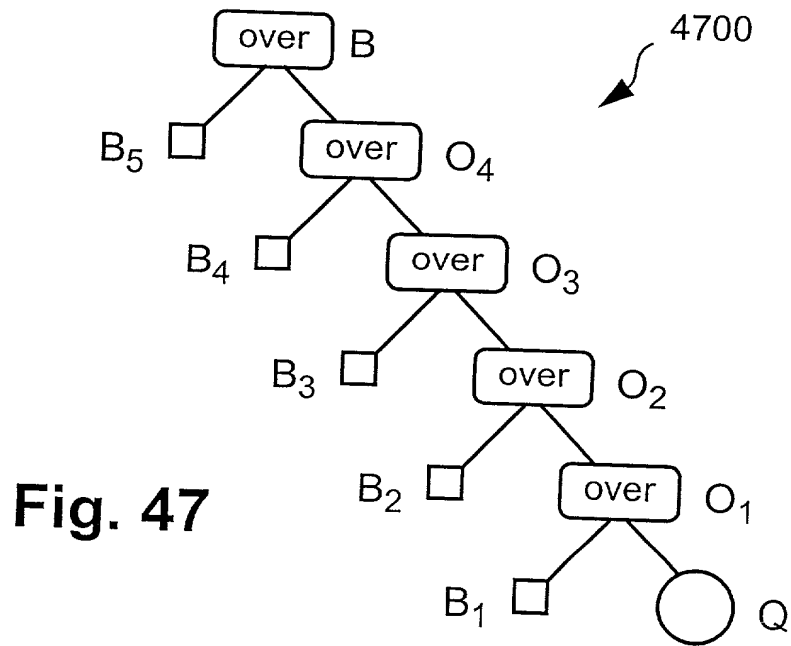 4700
over B
B5
over O4
B4
over O3
B3
over O2
B2
over O1
B1
Q
Fig. 47